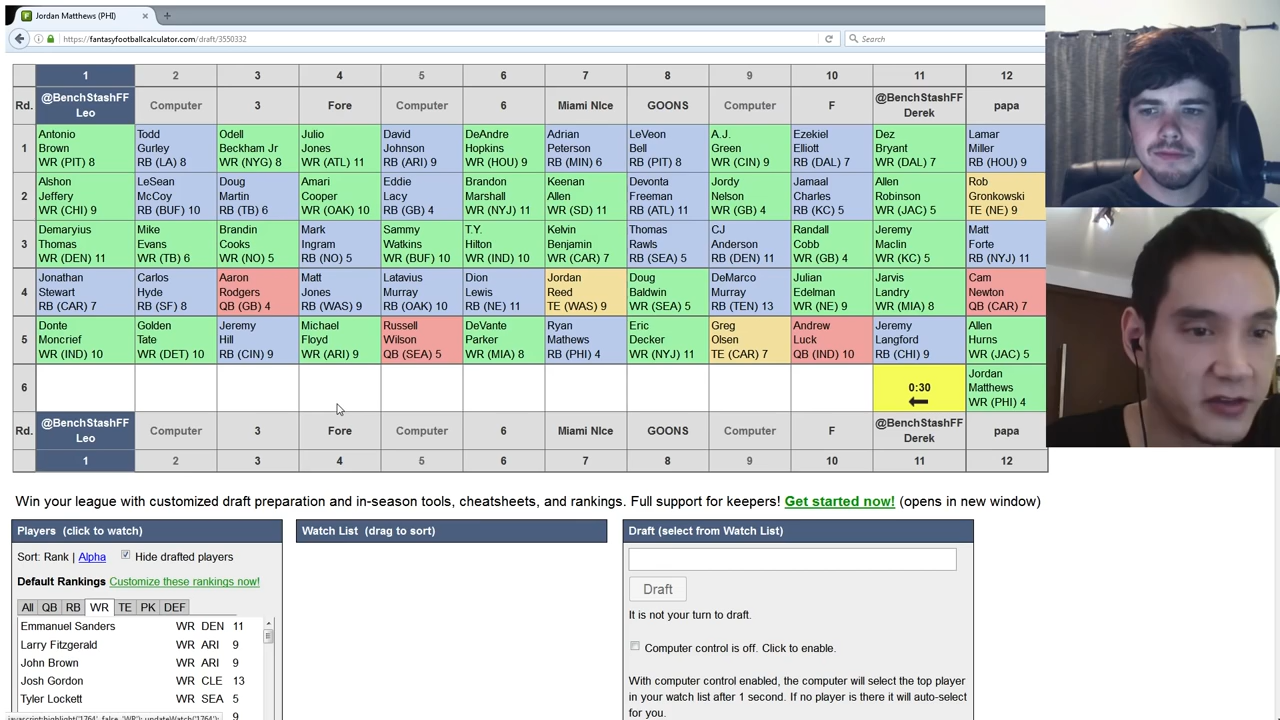 Jordan Matthews (PHI)
https://fantasyfootballcalculator.com/draft/3550332
Search
1 2 3 4 5 6 7 8 9 10 11 12
Rd. @BenchStashFF Leo Computer 3 Fore Computer 6 Miami NIce GOONS Computer F @BenchStashFF Derek papa
Antonio Todd Odell Julio David DeAndre Adrian LeVeon A.J. Ezekiel Dez Lamar
1 Brown Gurley Beckham Jr Jones Johnson Hopkins Peterson Bell Green Elliott Bryant Miller
WR (PIT) 8 RB (LA) 8 WR (NYG) 8 WR (ATL) 11 RB (ARI) 9 WR (HOU) 9 RB (MIN) 6 RB (PIT) 8 WR (CIN) 9 RB (DAL) 7 WR (DAL) 7 RB (HOU) 9
Alshon LeSean Doug Amari Eddie Brandon Keenan Devonta Jordy Jamaal Allen Rob
2 Jeffery McCoy Martin Cooper Lacy Marshall Allen Freeman Nelson Charles Robinson Gronkowski
WR (CHI) 9 RB (BUF) 10 RB (TB) 6 WR (OAK) 10 RB (GB) 4 WR (NYJ) 11 WR (SD) 11 RB (ATL) 11 WR (GB) 4 RB (KC) 5 WR (JAC) 5 TE (NE) 9
Demaryius Mike Brandin Mark Sammy T.Y. Kelvin Thomas CJ Randall Jeremy Matt
3 Thomas Evans Cooks Ingram Watkins Hilton Benjamin Rawls Anderson Cobb Maclin Forte
WR (DEN) 11 WR (TB) 6 WR (NO) 5 RB (NO) 5 WR (BUF) 10 WR (IND) 10 WR (CAR) 7 RB (SEA) 5 RB (DEN) 11 WR (GB) 4 WR (KC) 5 RB (NYJ) 11
Jonathan Carlos Aaron Matt Latavius Dion Jordan Doug DeMarco Julian Jarvis Cam
4 Stewart Hyde Rodgers Jones Murray Lewis Reed Baldwin Murray Edelman Landry Newton
RB (CAR) 7 RB (SF) 8 QB (GB) 4 RB (WAS) 9 RB (OAK) 10 RB (NE) 11 TE (WAS) 9 WR (SEA) 5 RB (TEN) 13 WR (NE) 9 WR (MIA) 8 QB (CAR) 7
Donte Golden Jeremy Michael Russell DeVante Ryan Eric Greg Andrew Jeremy Allen
5 Moncrief Tate Hill Floyd Wilson Parker Mathews Decker Olsen Luck Langford Hurns
WR (IND) 10 WR (DET) 10 RB (CIN) 9 WR (ARI) 9 QB (SEA) 5 WR (MIA) 8 RB (PHI) 4 WR (NYJ) 11 TE (CAR) 7 QB (IND) 10 RB (CHI) 9 WR (JAC) 5
Jordan
6 0:30 Matthews
WR (PHI) 4
Rd. @BenchStashFF Leo Computer 3 Fore Computer 6 Miami NIce GOONS Computer F @BenchStashFF Derek papa
1 2 3 4 5 6 7 8 9 10 11 12
Win your league with customized draft preparation and in-season tools, cheatsheets, and rankings. Full support for keepers! Get started now! (opens in new window)
Players (click to watch)
Sort: Rank | Alpha Hide drafted players
Default Rankings Customize these rankings now!
All QB RB WR TE PK DEF
Emmanuel Sanders WR DEN 11
Larry Fitzgerald WR ARI 9
John Brown WR ARI 9
Josh Gordon WR CLE 13
Tyler Lockett WR SEA 5
9
javascript:highlight('1764', false, 'WR'); updateWatch('1764');
Watch List (drag to sort)
Draft (select from Watch List)
Draft
It is not your turn to draft.
Computer control is off. Click to enable.
With computer control enabled, the computer will select the top player
in your watch list after 1 second. If no player is there it will auto-select
for you.